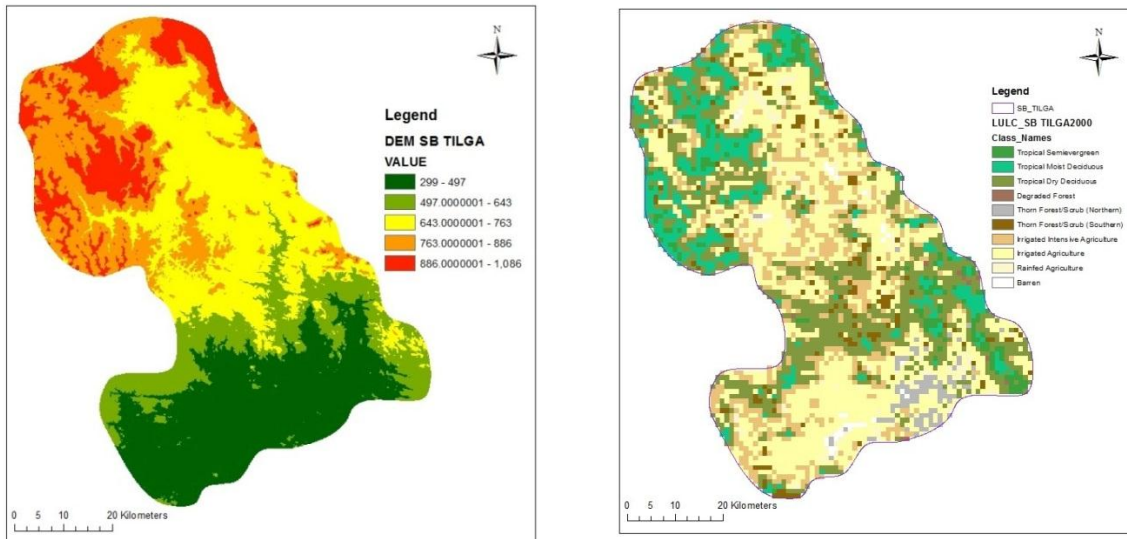 N
Legend
DEM SB TILGA
VALUE
299 - 497
497.0000001 - 643
643.0000001 - 763
763.0000001 - 886
886.0000001 - 1,086
0 5 10 20 Kilometers
N
Legend
SB_TILGA
LULC_SB TILGA2000
Class_Names
Tropical Semievergreen
Tropical Moist Deciduous
Tropical Dry Deciduous
Degraded Forest
Thorn Forest/Scrub (Northern)
Thorn Forest/Scrub (Southern)
Irrigated Intensive Agriculture
Irrigated Agriculture
Rainfed Agriculture
Barren
0 5 10 20 Kilometers